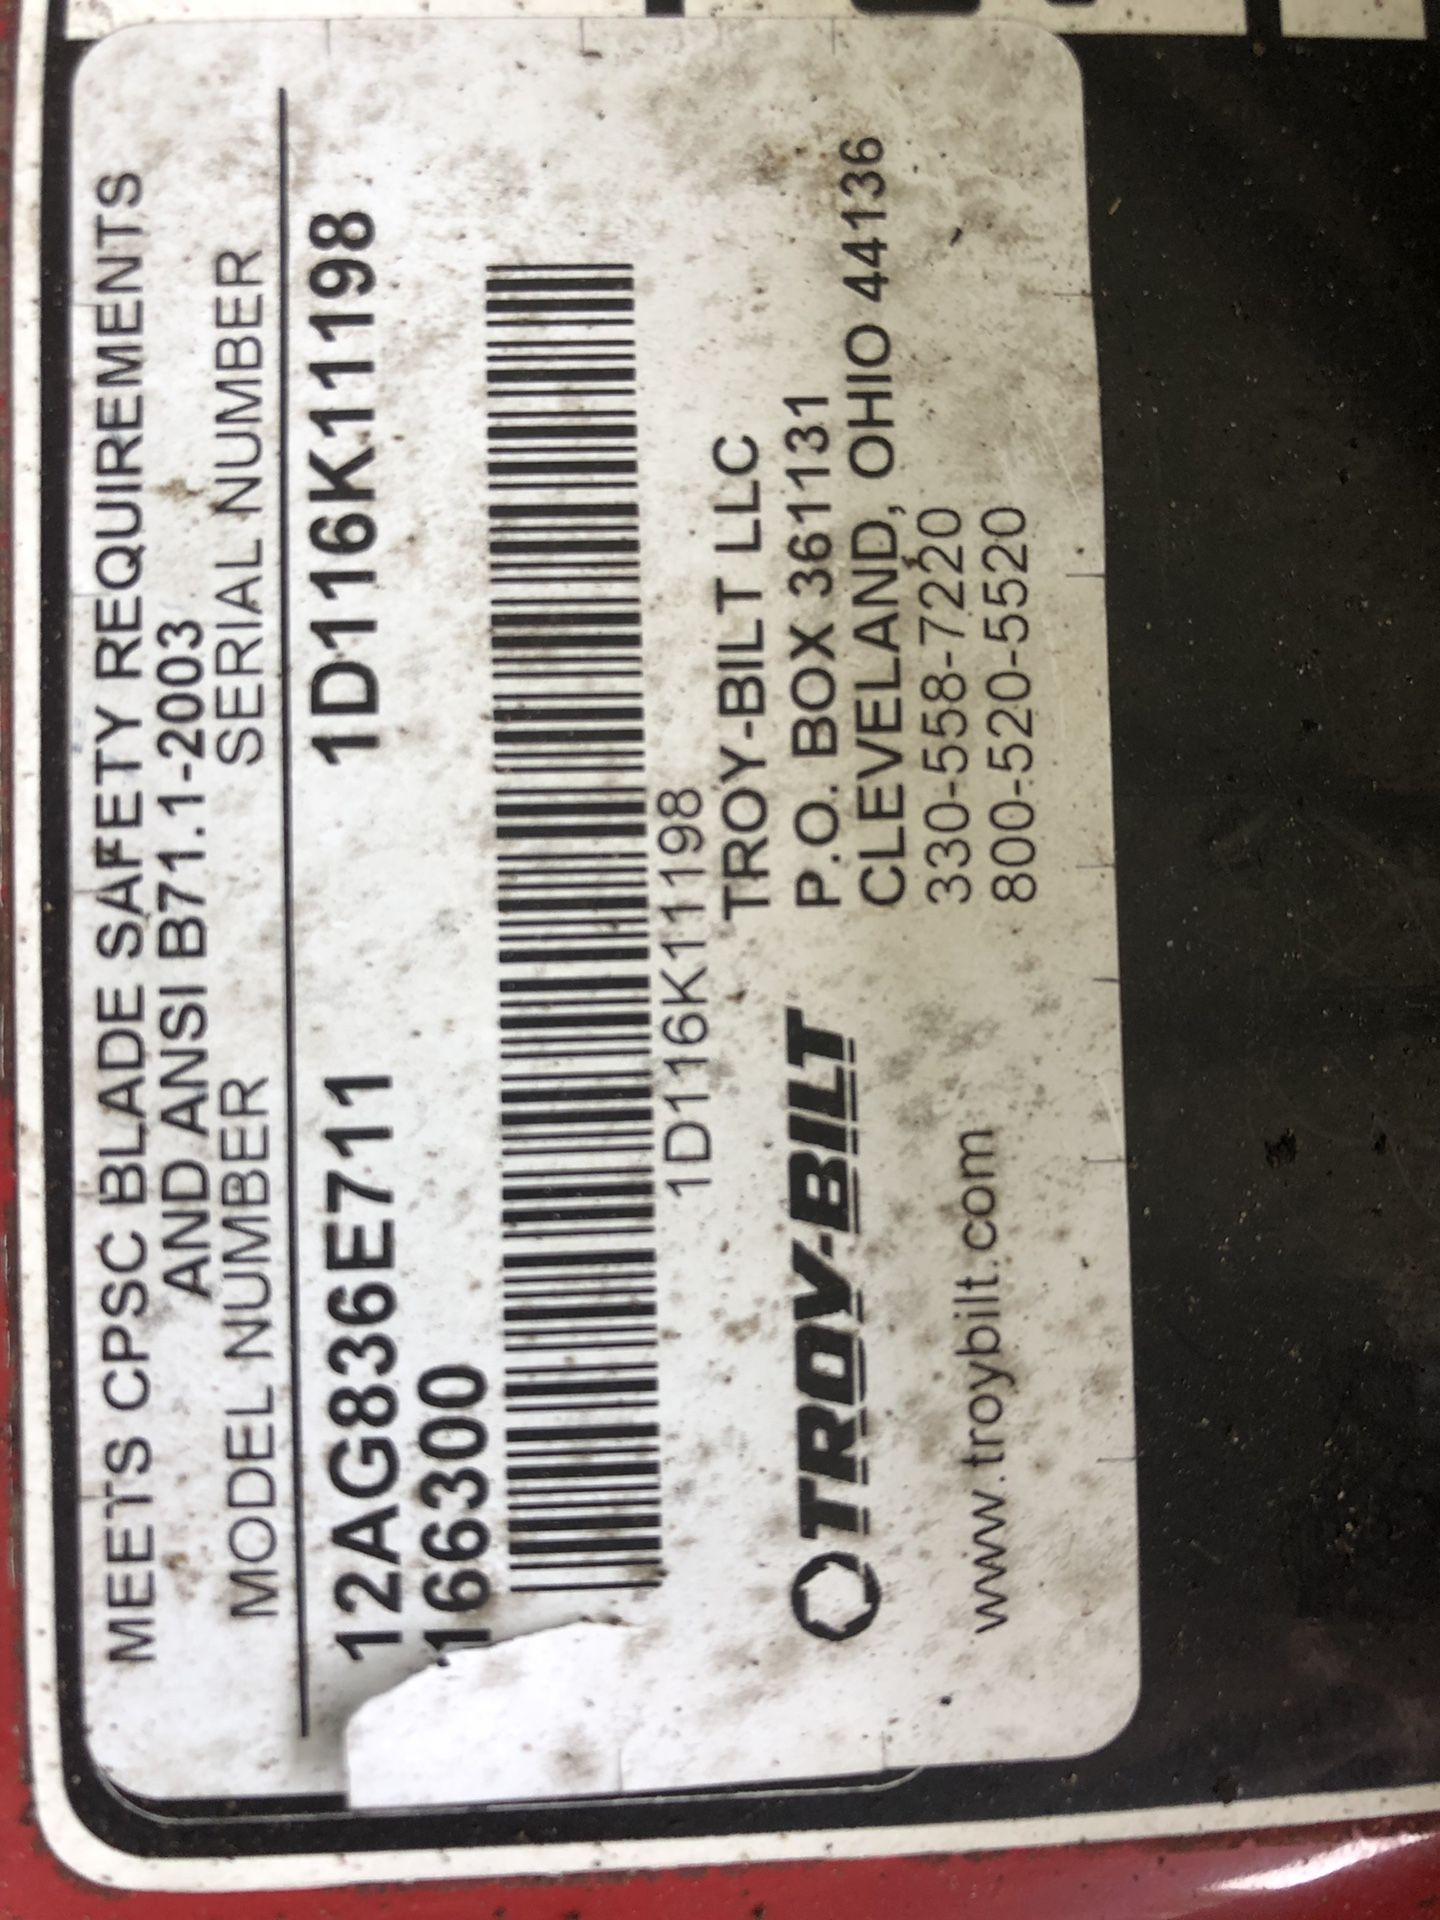 MEETS CPSC BLADE SAFETY REQUIREMENTS
AND ANSI B71.1-2003
MODEL NUMBER SERIAL NUMBER
12AG836E711 1D116K11198
166300
1D116K11198
TROY-BILT
TROY-BILT LLC
P.O. BOX 361131
CLEVELAND, OHIO 44136
330-558-7220
800-520-5520
www.troybilt.com